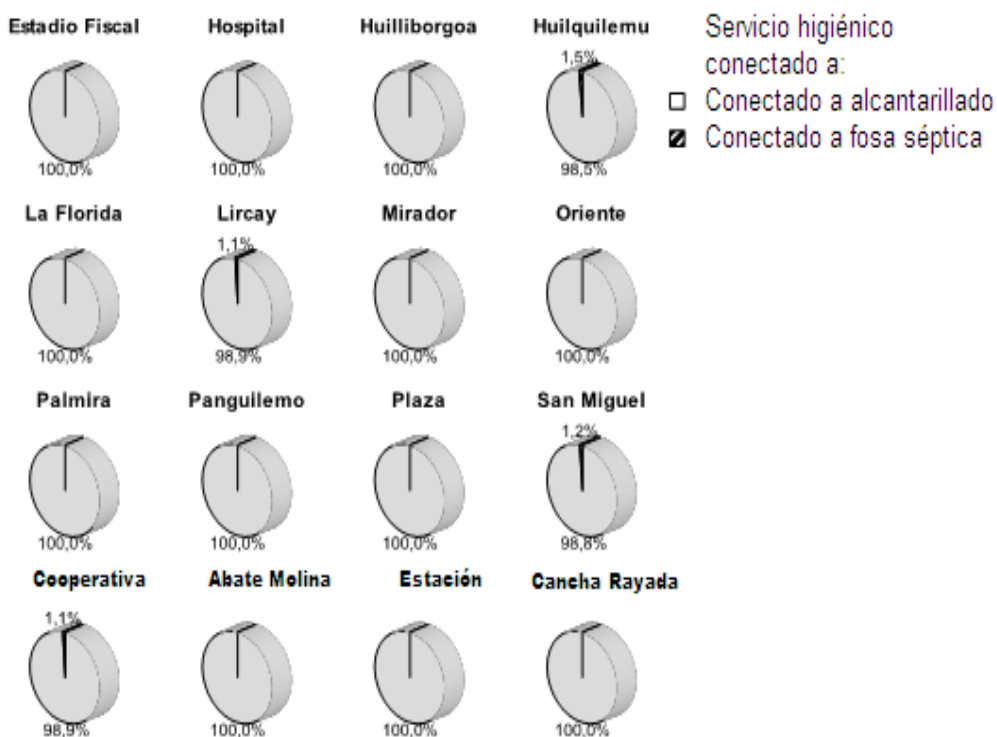 Estadio Fiscal
Hospital
Huilliborgoa
Huilquilemu
1,5%
100,0%
100,0%
100,0%
98,5%
Servicio higiénico
conectado a:
Conectado a alcantarillado
Conectado a fosa séptica
La Florida
Lircay
Mirador
Oriente
1,1%
100,0%
98,9%
100,0%
100,0%
Palmira
Panguilemo
Plaza
San Miguel
1,2%
100,0%
100,0%
100,0%
98,8%
Cooperativa
Abate Molina
Estación
Cancha Rayada
1,1%
98,9%
100,0%
100,0%
100,0%